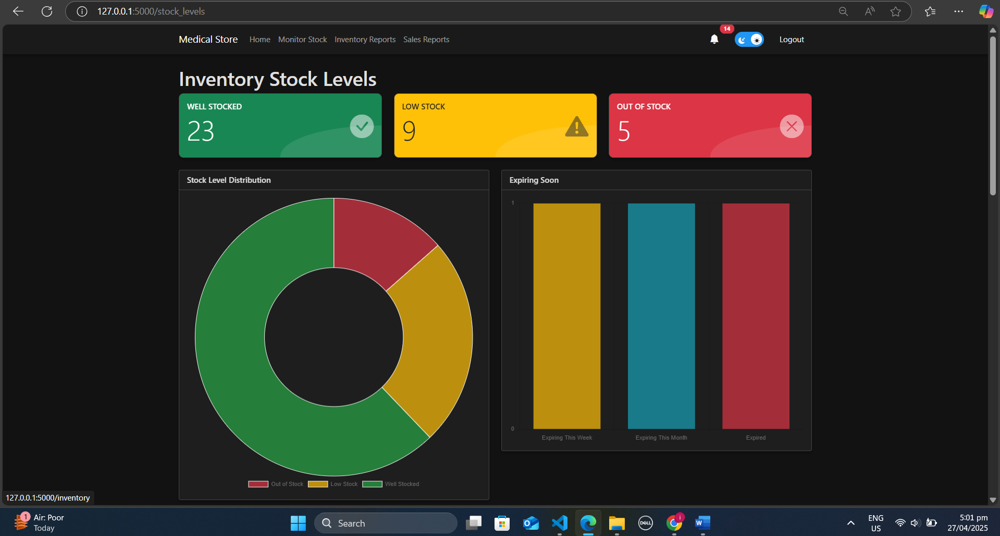 127.0.0.1:5000/stock_levels
Medical Store Home Monitor Stock Inventory Reports Sales Reports 14 Logout
Inventory Stock Levels
WELL STOCKED
23
LOW STOCK
9
OUT OF STOCK
5
Stock Level Distribution
Out of Stock Low Stock Well Stocked
Expiring Soon
1
0
Expiring This Week Expiring This Month Expired
127.0.0.1:5000/inventory
1
Air: Poor
Today
Search
DELL
i
W
ENG
US
5:01 pm
27/04/2025